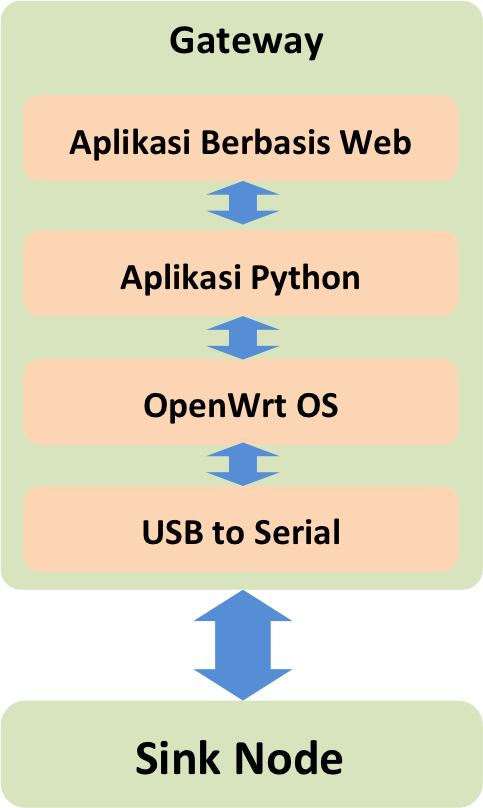 Gateway
Aplikasi Berbasis Web
Aplikasi Python
OpenWrt OS
USB to Serial
Sink Node